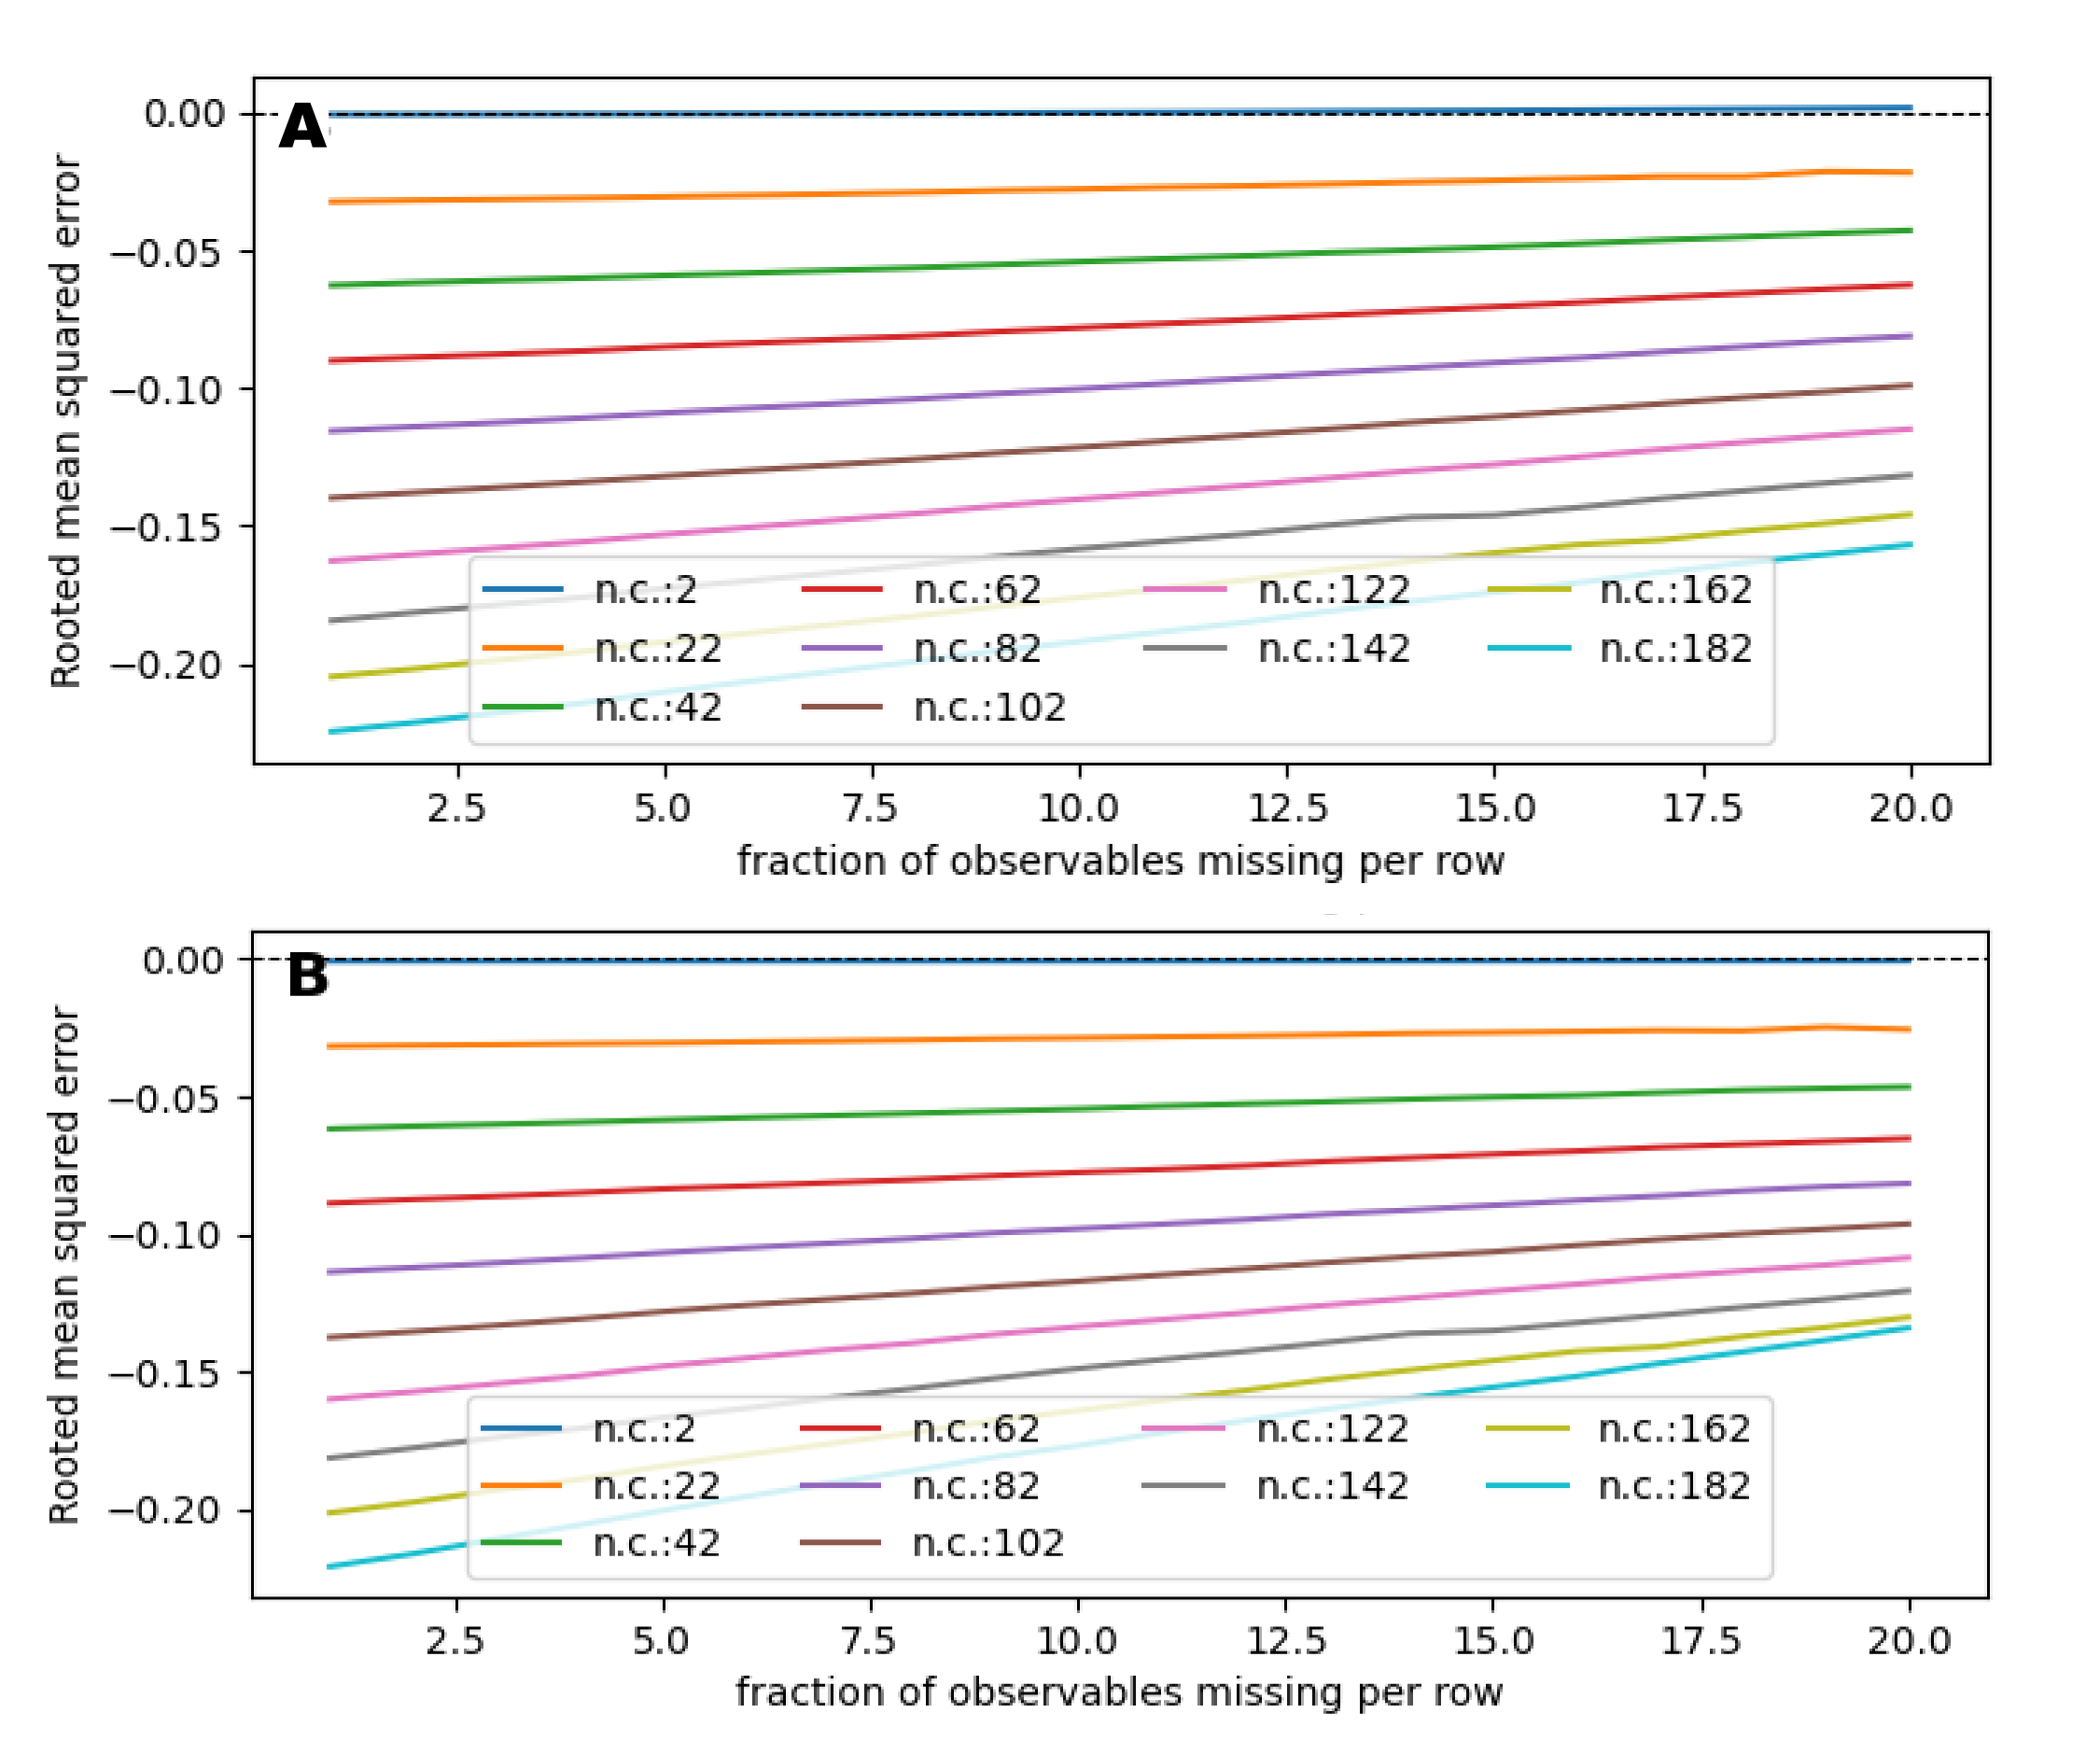 A
0.00
−0.05
−0.10
−0.15
−0.20
Rooted mean squared error
n.c.:2 n.c.:62 n.c.:122 n.c.:162
n.c.:22 n.c.:82 n.c.:142 n.c.:182
n.c.:42 n.c.:102
2.5 5.0 7.5 10.0 12.5 15.0 17.5 20.0
fraction of observables missing per row
B
0.00
−0.05
−0.10
−0.15
−0.20
Rooted mean squared error
n.c.:2 n.c.:62 n.c.:122 n.c.:162
n.c.:22 n.c.:82 n.c.:142 n.c.:182
n.c.:42 n.c.:102
2.5 5.0 7.5 10.0 12.5 15.0 17.5 20.0
fraction of observables missing per row